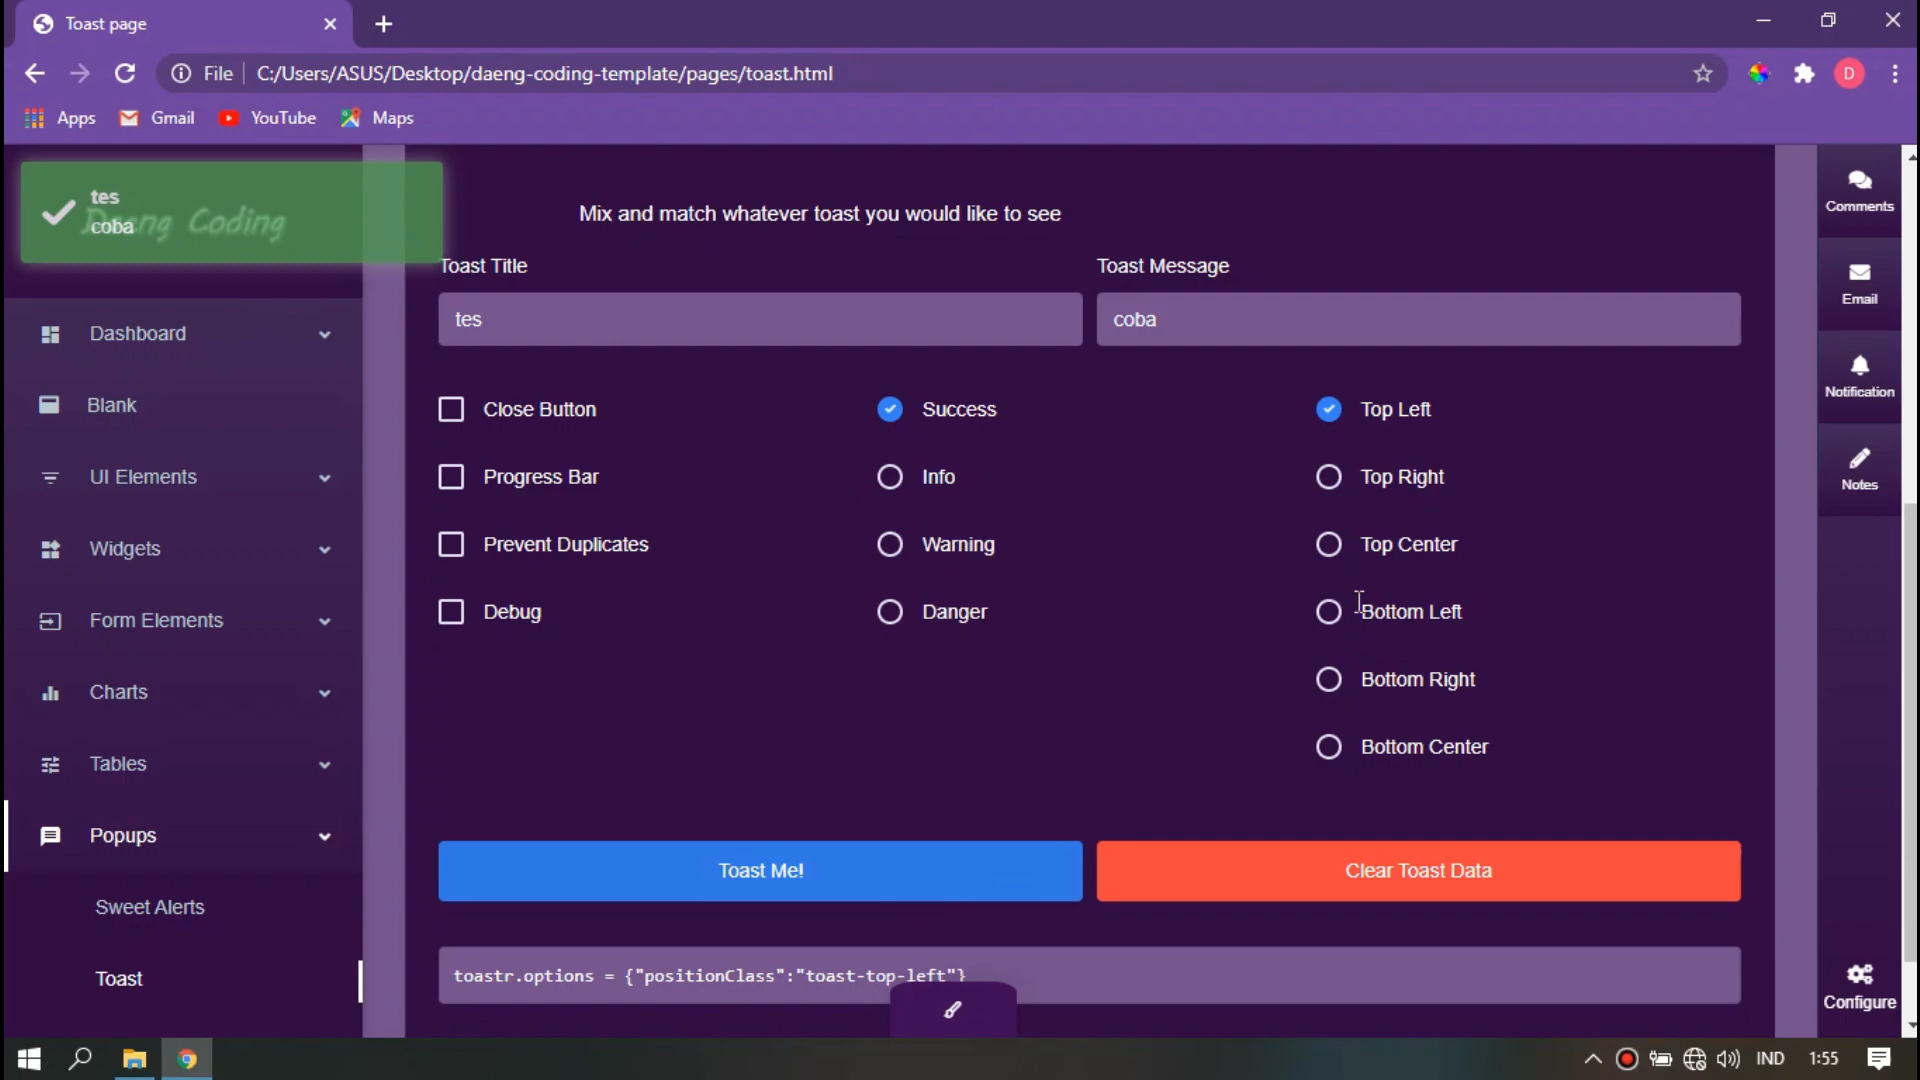 Toast page
File
C:/Users/ASUS/Desktop/daeng-coding-template/pages/toast.html
D
Apps
Gmail
YouTube
Maps
tes
coba
Daeng Coding
Mix and match whatever toast you would like to see
Toast Title
Toast Message
tes
coba
Close Button
Success
Top Left
Progress Bar
Info
Top Right
Prevent Duplicates
Warning
Top Center
Debug
Danger
Bottom Left
Bottom Right
Bottom Center
Toast Me!
Clear Toast Data
toastr.options = {"positionClass":"toast-top-left"}
Dashboard
Blank
UI Elements
Widgets
Form Elements
Charts
Tables
Popups
Sweet Alerts
Toast
Comments
Email
Notification
Notes
Configure
IND
1:55